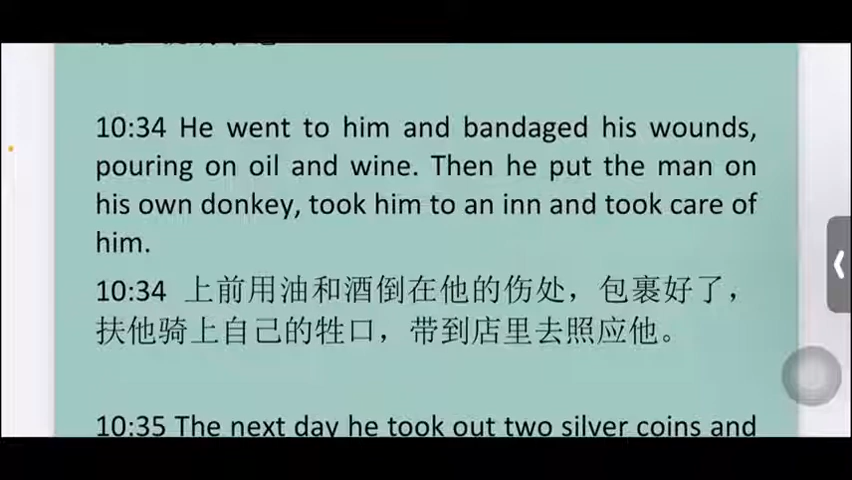 10:34 He went to him and bandaged his wounds,
pouring on oil and wine. Then he put the man on
his own donkey, took him to an inn and took care of
him.
10:34 上前用油和酒倒在他的伤处，包裹好了，
扶他骑上自己的牲口，带到店里去照应他。
10:35 The next day he took out two silver coins and